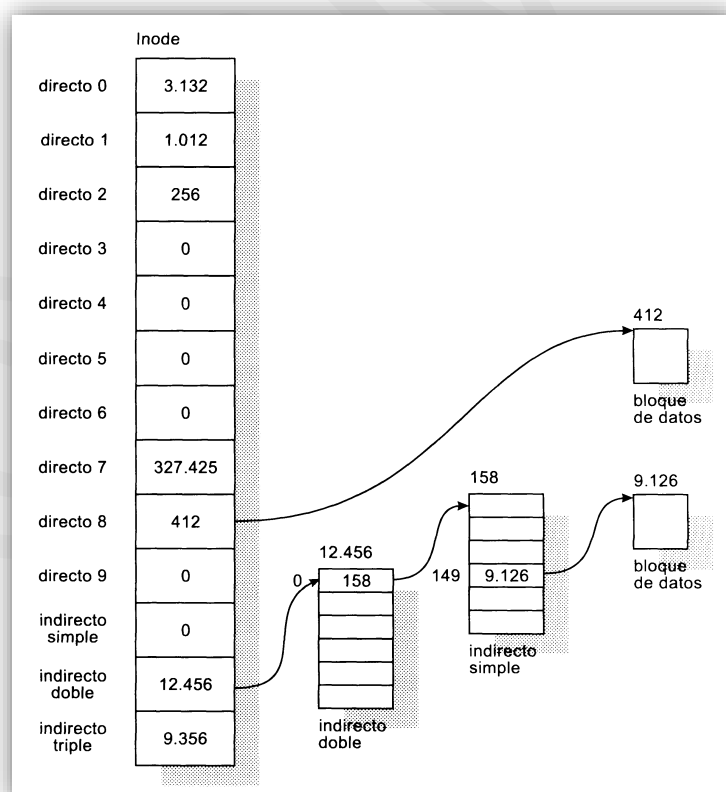 Inode
directo 0 3.132
directo 1 1.012
directo 2 256
directo 3 0
directo 4 0
directo 5 0
directo 6 0
412
bloque
de datos
directo 7 327.425
directo 8 412
158
9.126
12.456
directo 9 0
0 158
149 9.126
bloque
de datos
indirecto
simple
0
indirecto
simple
indirecto
doble
12.456
indirecto
doble
indirecto
triple
9.356